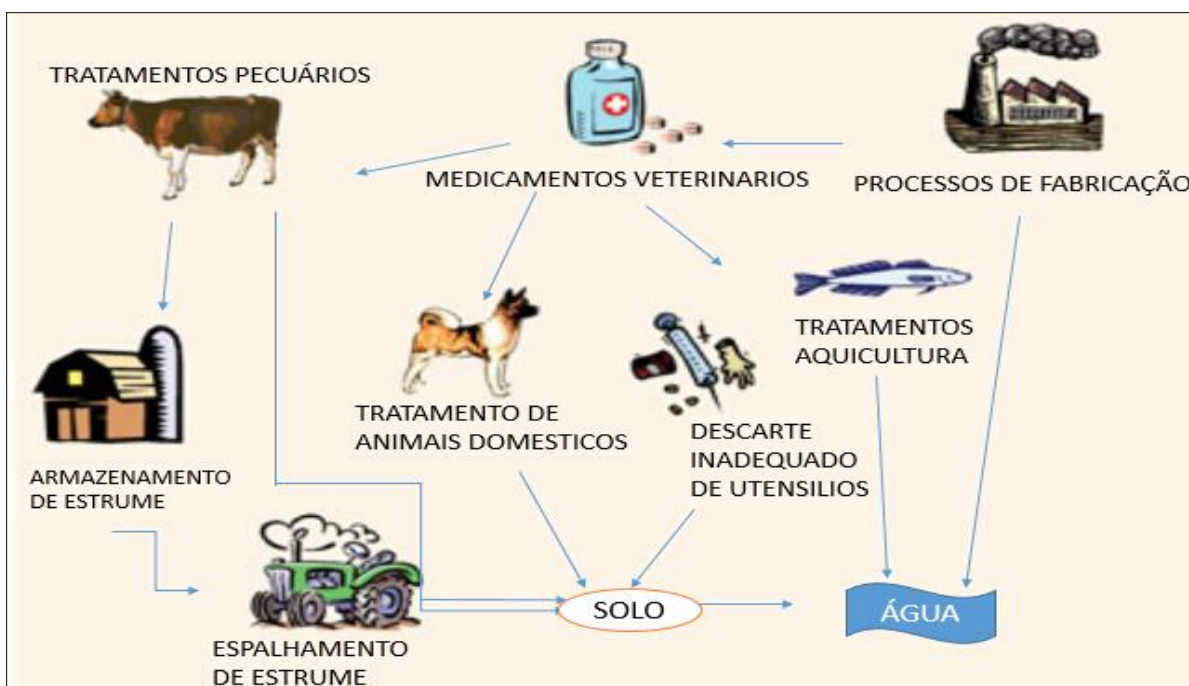 TRATAMENTOS PECUÁRIOS
MEDICAMENTOS VETERINARIOS
PROCESSOS DE FABRICAÇÃO
TRATAMENTOS
AQUICULTURA
TRATAMENTO DE
ANIMAIS DOMESTICOS
DESCARTE
INADEQUADO
DE UTENSILIOS
ARMAZENAMENTO
DE ESTRUME
ESPALHAMENTO
DE ESTRUME
SOLO
ÁGUA